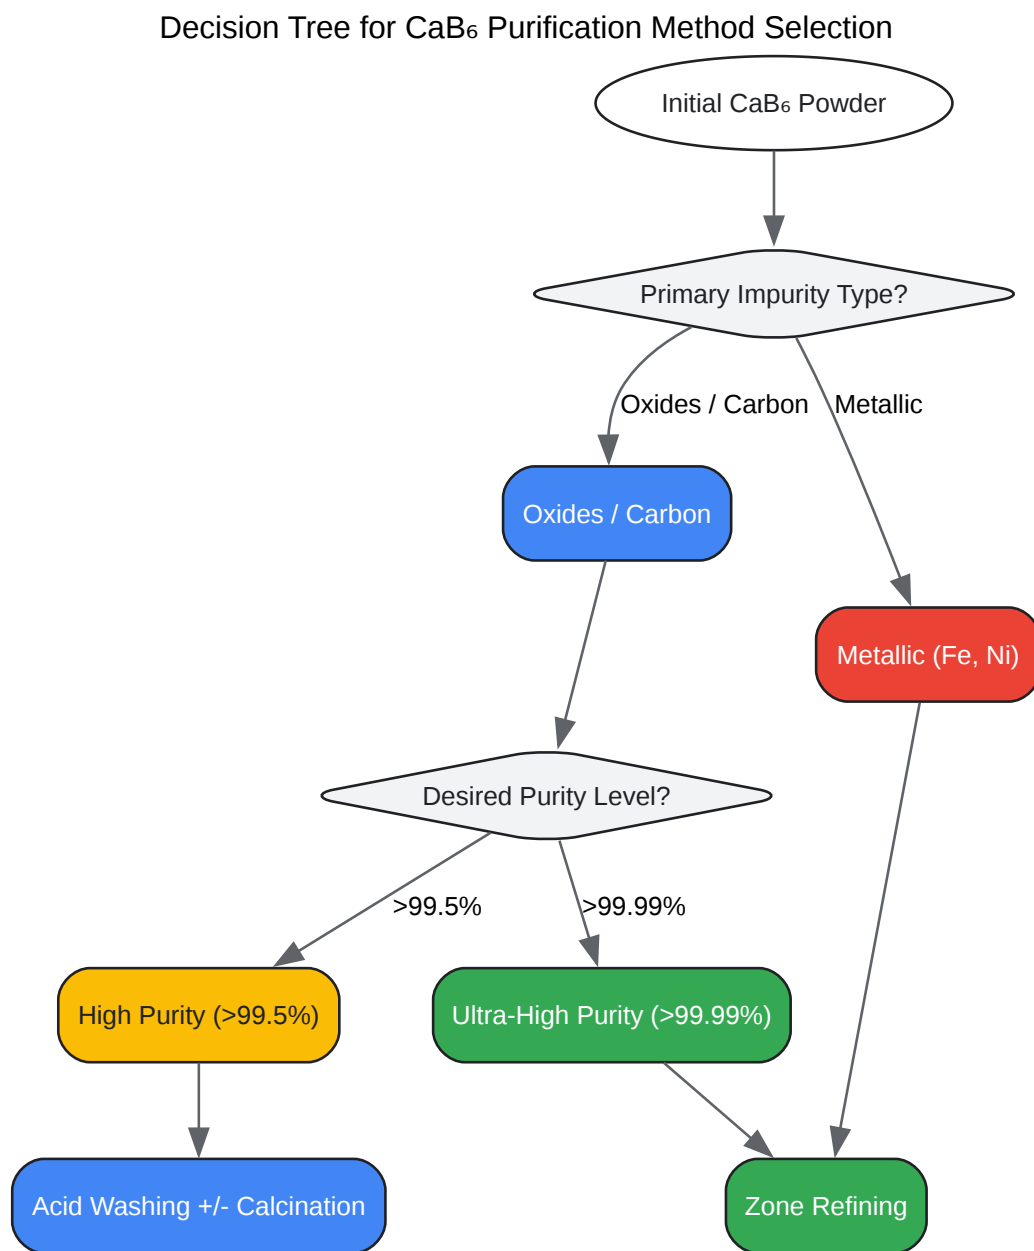 Decision Tree for CaB₆ Purification Method Selection
Initial CaB₆ Powder
Primary Impurity Type?
Oxides / Carbon
Metallic
Oxides / Carbon
Metallic (Fe, Ni)
Desired Purity Level?
>99.5%
>99.99%
High Purity (>99.5%)
Ultra-High Purity (>99.99%)
Acid Washing +/- Calcination
Zone Refining